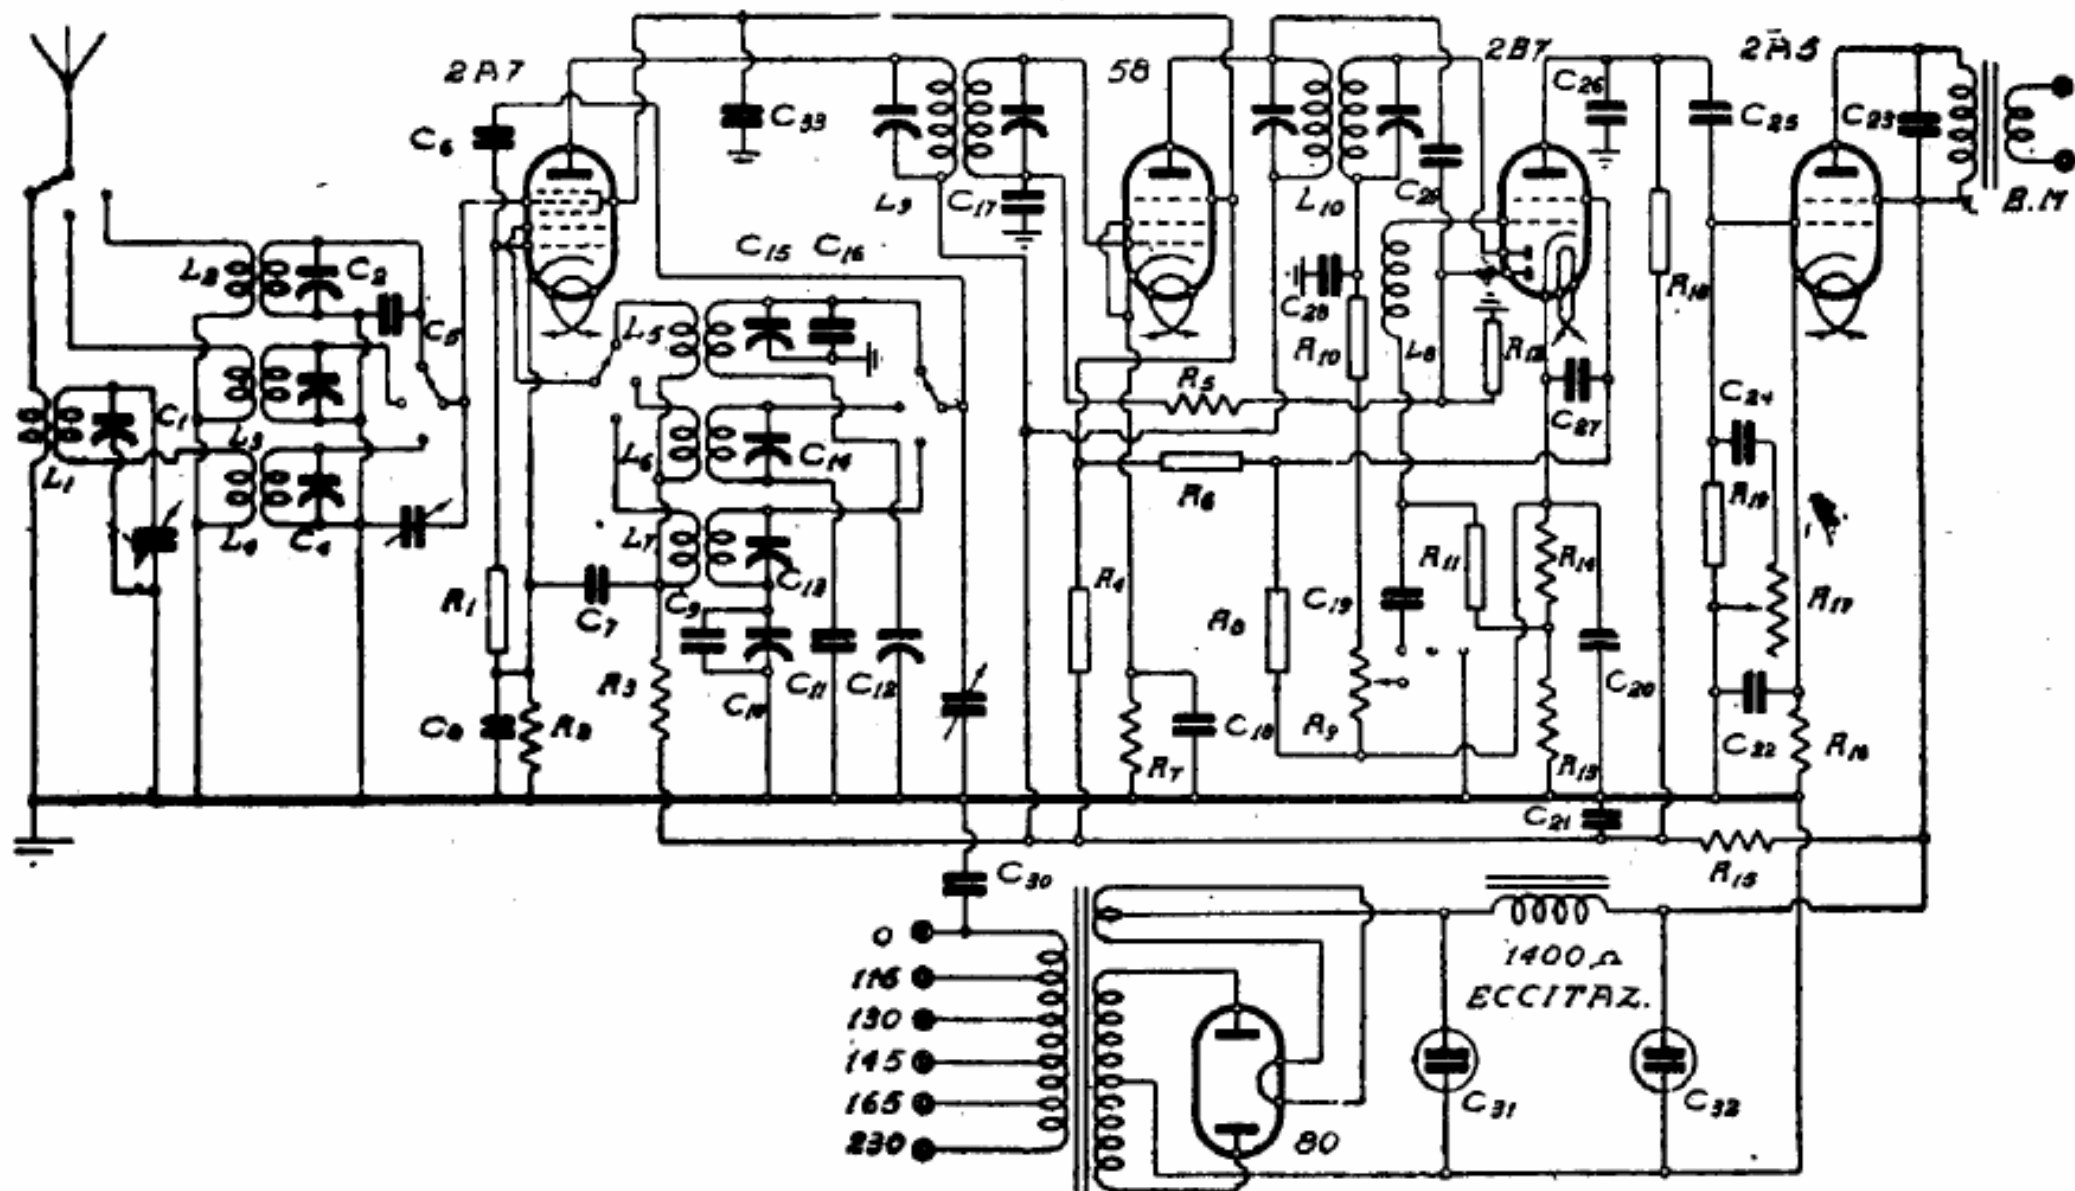 2A7
58
2B7
2A5
C6
C33
C26
C25
C23
L9
C17
L10
C29
B.M
L2
C2
C15
C16
C28
R18
L5
C5
R10
L8
R12
R5
C1
L3
L6
C14
C27
C24
L1
L4
C4
R6
R19
L7
C13
R11
R14
R1
C7
C9
R4
R8
C19
R17
R3
C10
C11
C12
C20
C8
R2
R7
C18
R9
R13
C22
R16
C21
C30
R15
0
115
130
145
165
230
1400 Ω
ECCITAZ.
C31
C32
80